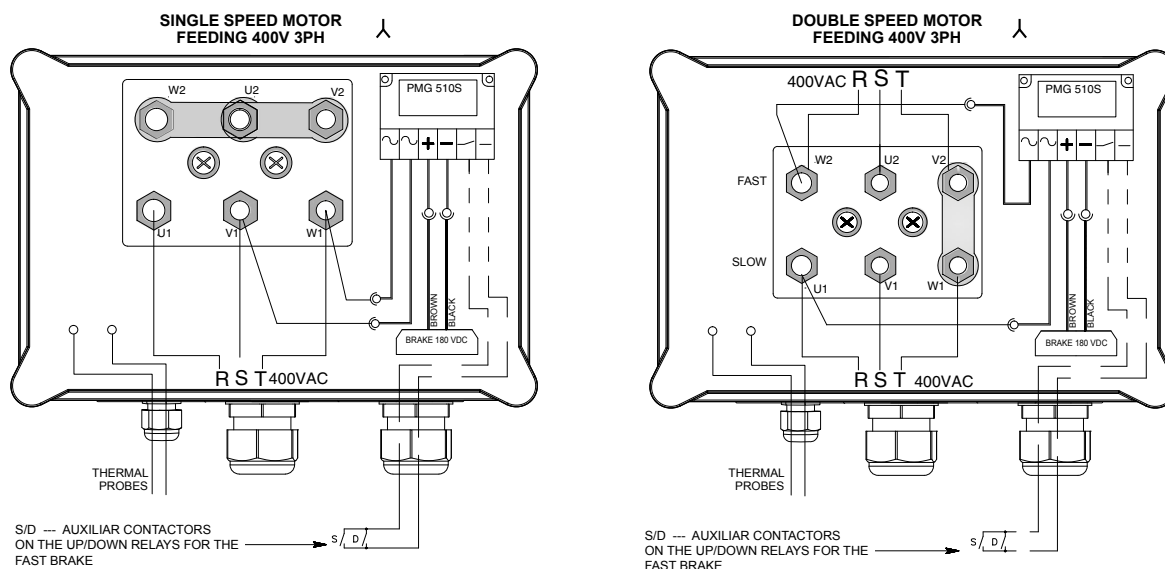 SINGLE SPEED MOTOR
FEEDING 400V 3PH
W2 U2 V2
PMG 510S
+ −
U1 V1 W1
BROWN
BLACK
BRAKE 180 VDC
R S T 400VAC
THERMAL
PROBES
S/D --- AUXILIAR CONTACTORS
ON THE UP/DOWN RELAYS FOR THE
FAST BRAKE
S D
DOUBLE SPEED MOTOR
FEEDING 400V 3PH
400VAC R S T
PMG 510S
+ −
W2 U2 V2
FAST
SLOW
U1 V1 W1
BROWN
BLACK
BRAKE 180 VDC
R S T 400VAC
THERMAL
PROBES
S/D --- AUXILIAR CONTACTORS
ON THE UP/DOWN RELAYS FOR THE
FAST BRAKE
S D